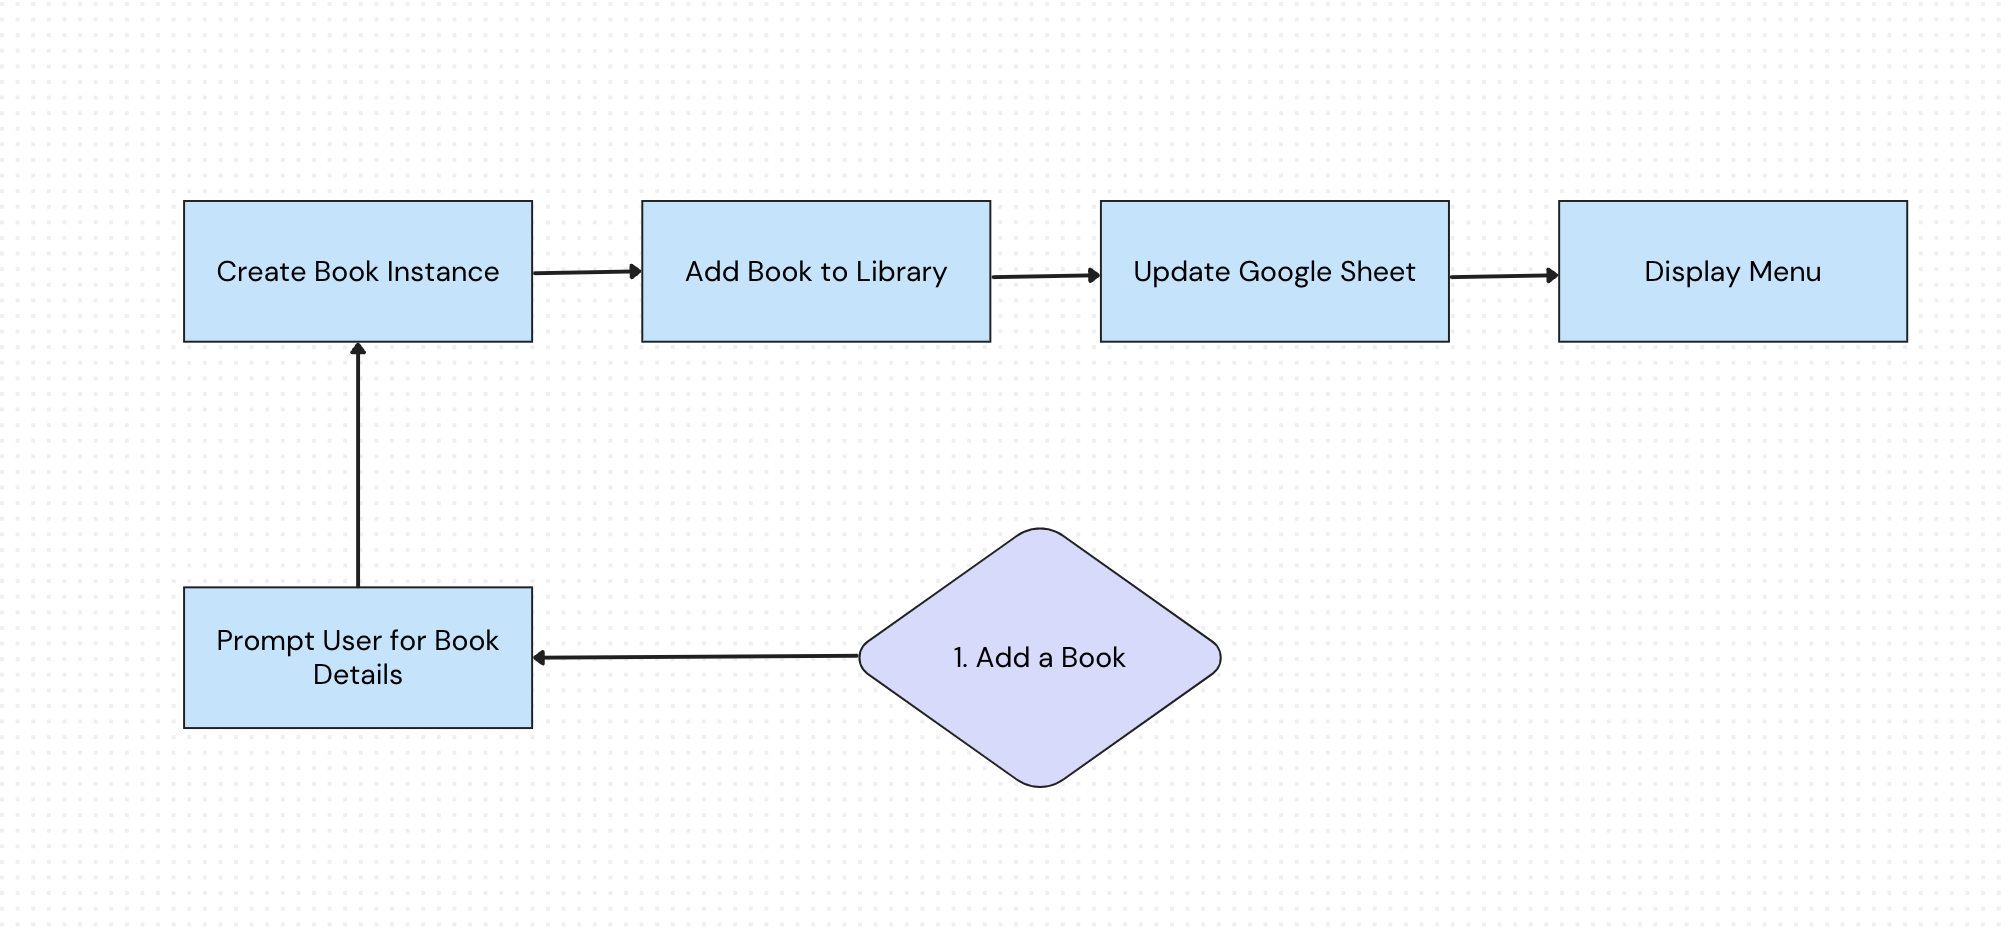 Create Book Instance
Add Book to Library
Update Google Sheet
Display Menu
Prompt User for Book
Details
1. Add a Book